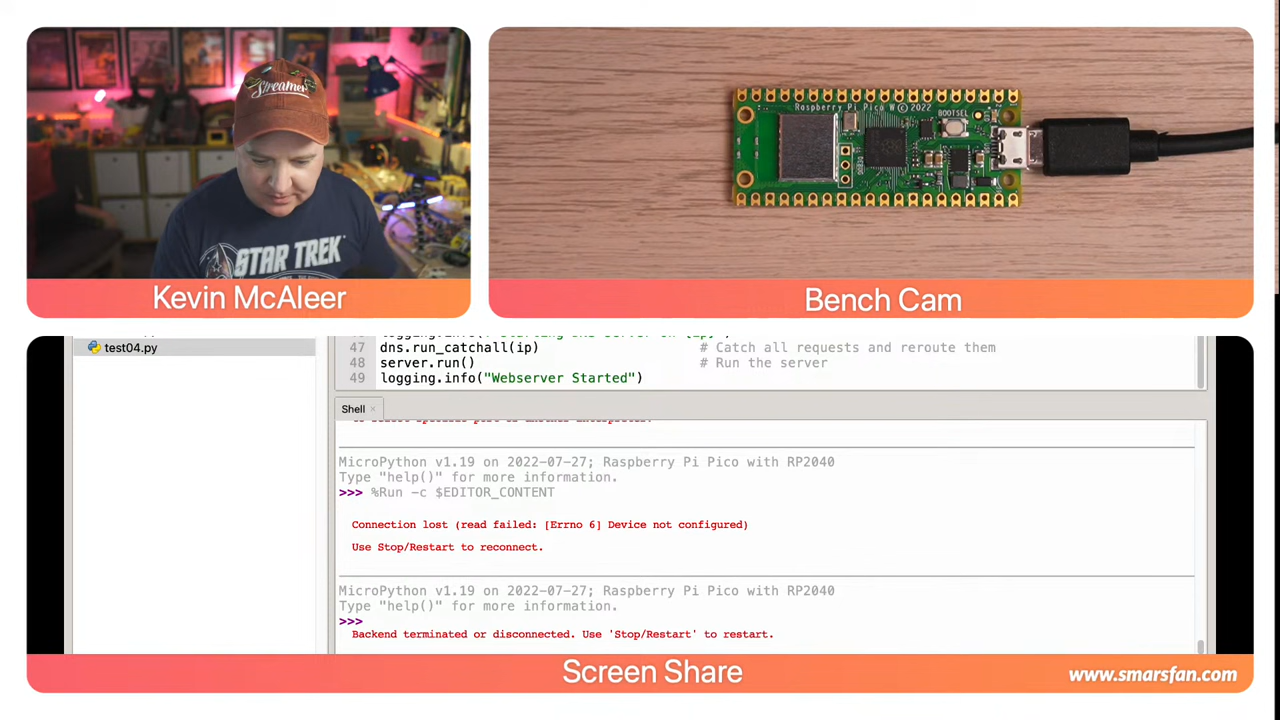 Streamer
STAR TREK
Kevin McAleer
Raspberry Pi Pico W © 2022
BOOTSEL
DEBUG
Bench Cam
test04.py
47 dns.run_catchall(ip) # Catch all requests and reroute them
48 server.run() # Run the server
49 logging.info("Webserver Started")
Shell ×
MicroPython v1.19 on 2022-07-27; Raspberry Pi Pico with RP2040
Type "help()" for more information.
>>> %Run -c $EDITOR_CONTENT
Connection lost (read failed: [Errno 6] Device not configured)
Use Stop/Restart to reconnect.
MicroPython v1.19 on 2022-07-27; Raspberry Pi Pico with RP2040
Type "help()" for more information.
>>>
Backend terminated or disconnected. Use 'Stop/Restart' to restart.
Screen Share
www.smarsfan.com